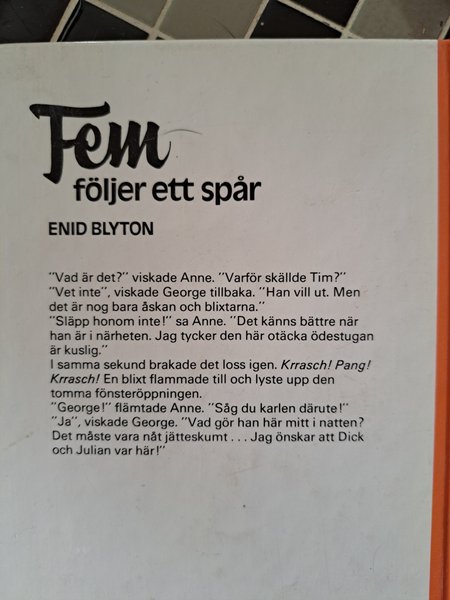 Fem
följer ett spår
ENID BLYTON
"Vad är det?" viskade Anne. "Varför skällde Tim?"
"Vet inte", viskade George tillbaka. "Han vill ut. Men
det är nog bara åskan och blixtarna."
"Släpp honom inte!" sa Anne. "Det känns bättre när
han är i närheten. Jag tycker den här otäcka ödestugan
är kuslig."
I samma sekund brakade det loss igen. Krrasch! Pang!
Krrasch! En blixt flammade till och lyste upp den
tomma fönsteröppningen.
"George!" flämtade Anne. "Såg du karlen därute!"
"Ja", viskade George. "Vad gör han här mitt i natten?
Det måste vara nåt jätteskumt . . . Jag önskar att Dick
och Julian var här!"